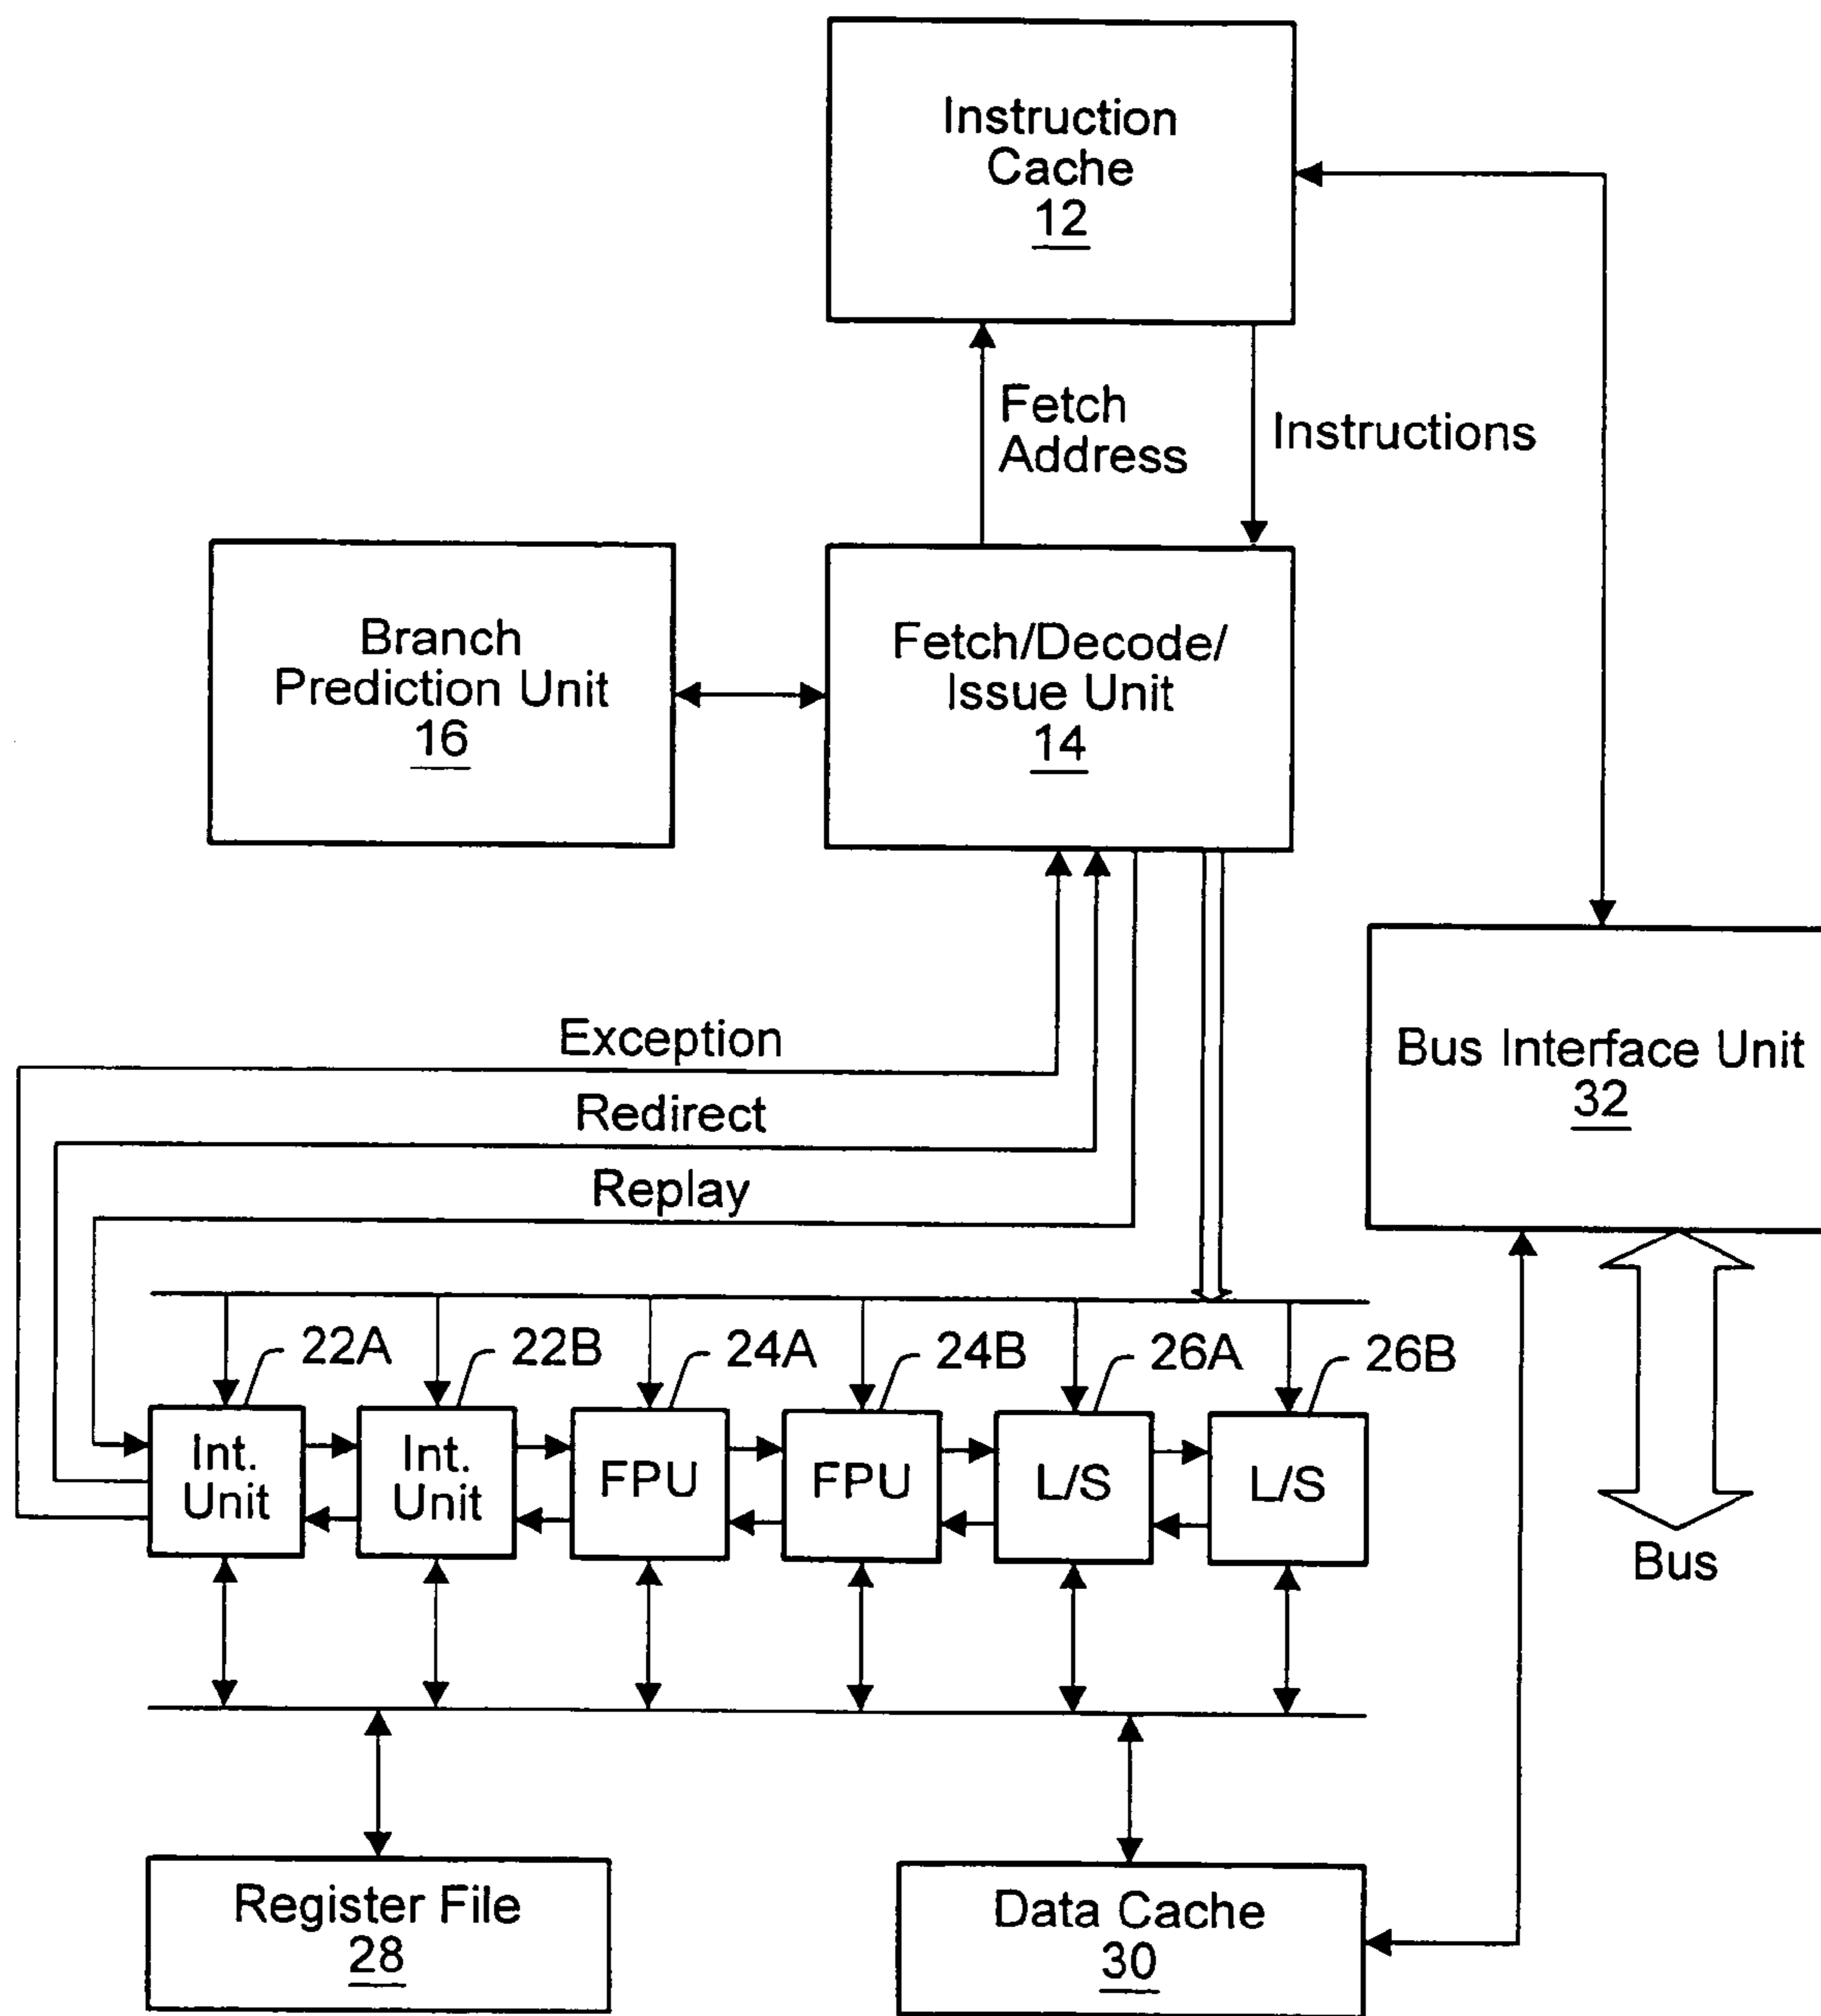 Instruction
Cache
12
Fetch
Address
Instructions
Branch
Prediction Unit
16
Fetch/Decode/
Issue Unit
14
Exception
Redirect
Replay
Bus Interface Unit
32
22A
22B
24A
24B
26A
26B
Int.
Unit
Int.
Unit
FPU
FPU
L/S
L/S
Bus
Register File
28
Data Cache
30